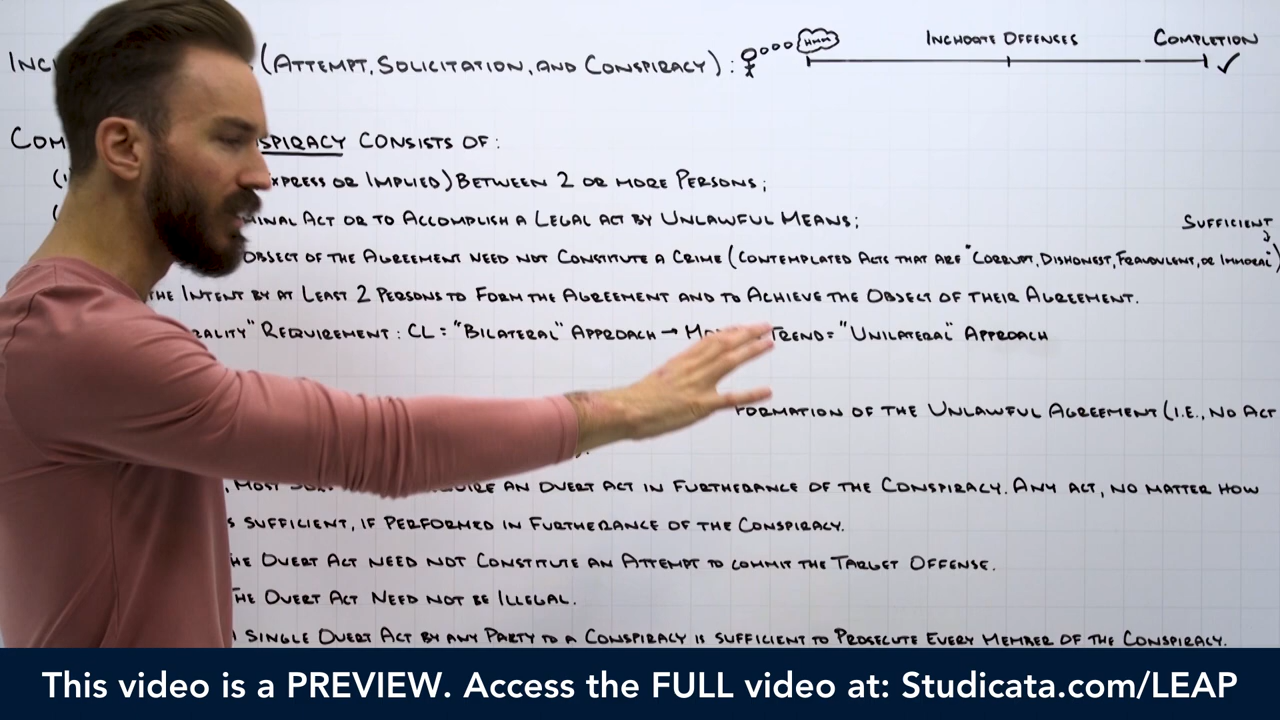 INC (ATTEMPT, SOLICITATION, AND CONSPIRACY) : HMM INCHOATE OFFENSES COMPLETION
COM SPIRACY CONSISTS OF:
XPRESS OR IMPLIED) BETWEEN 2 OR MORE PERSONS;
MINAL ACT OR TO ACCOMPLISH A LEGAL ACT BY UNLAWFUL MEANS;
SUFFICIENT
OBJECT OF THE AGREEMENT NEED NOT CONSTITUTE A CRIME (CONTEMPLATED ACTS THAT ARE "CORRUPT, DISHONEST, FRAUDULENT, OR IMMORAL")
THE INTENT BY AT LEAST 2 PERSONS TO FORM THE AGREEMENT AND TO ACHIEVE THE OBJECT OF THEIR AGREEMENT.
RALITY" REQUIREMENT: CL = "BILATERAL" APPROACH → TREND = "UNILATERAL" APPROACH
FORMATION OF THE UNLAWFUL AGREEMENT (I.E., NO ACT
, MOST AN OVERT ACT IN FURTHERANCE OF THE CONSPIRACY. ANY ACT, NO MATTER HOW
S SUFFICIENT, IF PERFORMED IN FURTHERANCE OF THE CONSPIRACY.
HE OVERT ACT NEED NOT CONSTITUTE AN ATTEMPT TO COMMIT THE TARGET OFFENSE.
THE OVERT ACT NEED NOT BE ILLEGAL.
SINGLE OVERT ACT BY ANY PARTY TO A CONSPIRACY IS SUFFICIENT TO PROSECUTE EVERY MEMBER OF THE CONSPIRACY.
This video is a PREVIEW. Access the FULL video at: Studicata.com/LEAP